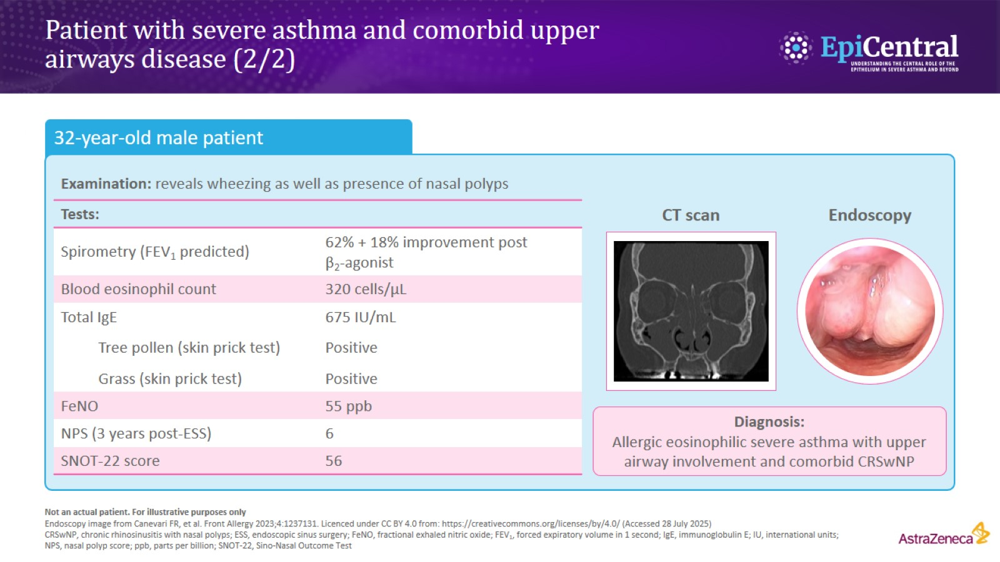 Patient with severe asthma and comorbid upper
airways disease (2/2)
EpiCentral
UNDERSTANDING THE CENTRAL ROLE OF THE
EPITHELIUM IN SEVERE ASTHMA AND BEYOND
32-year-old male patient
Examination: reveals wheezing as well as presence of nasal polyps
Tests:
Spirometry (FEV₁ predicted) 62% + 18% improvement post
β₂-agonist
Blood eosinophil count 320 cells/μL
Total IgE 675 IU/mL
Tree pollen (skin prick test) Positive
Grass (skin prick test) Positive
FeNO 55 ppb
NPS (3 years post-ESS) 6
SNOT-22 score 56
CT scan
Endoscopy
Diagnosis:
Allergic eosinophilic severe asthma with upper
airway involvement and comorbid CRSwNP
Not an actual patient. For illustrative purposes only
Endoscopy image from Canevari FR, et al. Front Allergy 2023;4:1237131. Licenced under CC BY 4.0 from: https://creativecommons.org/licenses/by/4.0/ (Accessed 28 July 2025)
CRSwNP, chronic rhinosinusitis with nasal polyps; ESS, endoscopic sinus surgery; FeNO, fractional exhaled nitric oxide; FEV₁, forced expiratory volume in 1 second; IgE, immunoglobulin E; IU, international units;
NPS, nasal polyp score; ppb, parts per billion; SNOT-22, Sino-Nasal Outcome Test
AstraZeneca